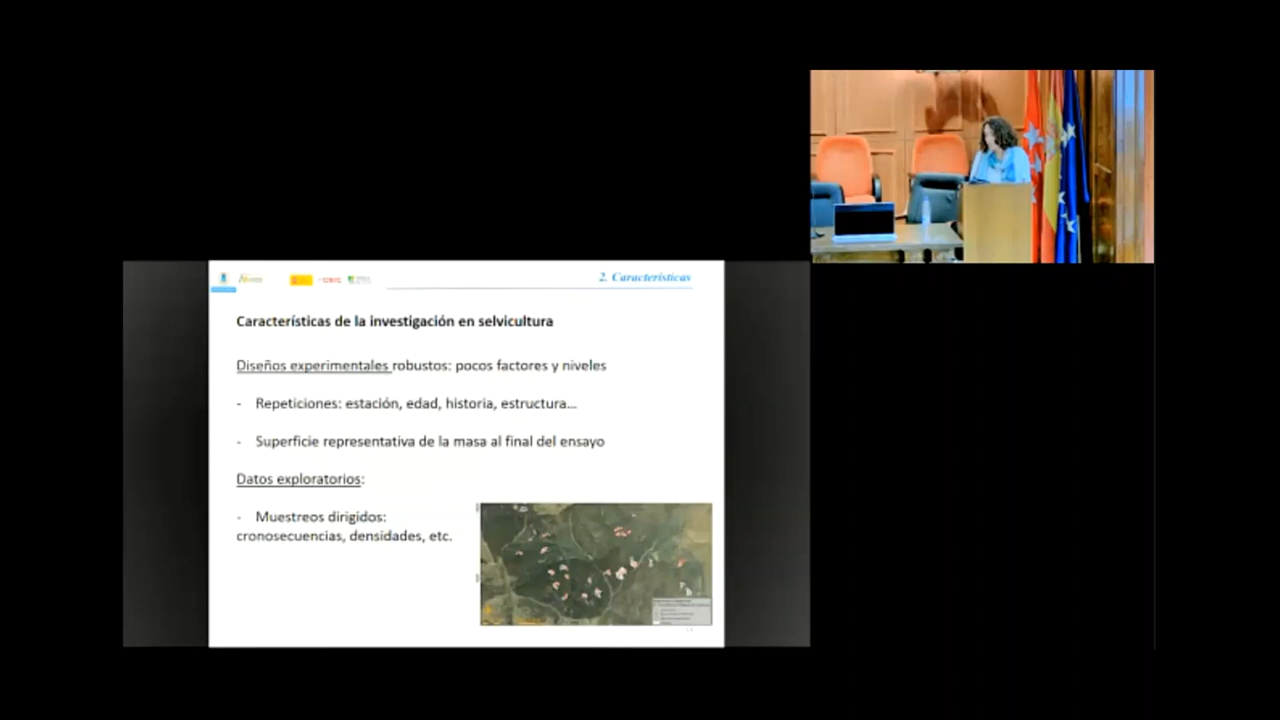 2. Características
Características de la investigación en selvicultura
Diseños experimentales robustos: pocos factores y niveles
- Repeticiones: estación, edad, historia, estructura...
- Superficie representativa de la masa al final del ensayo
Datos exploratorios:
- Muestreos dirigidos:
cronosecuencias, densidades, etc.